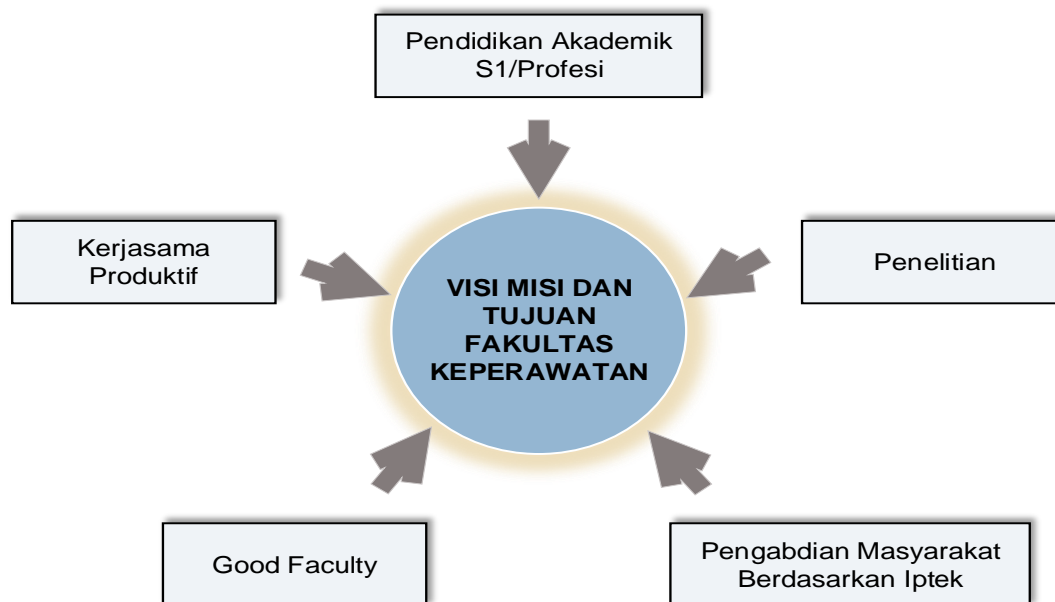 Pendidikan Akademik
S1/Profesi
Kerjasama
Produktif
Penelitian
VISI MISI DAN
TUJUAN
FAKULTAS
KEPERAWATAN
Good Faculty
Pengabdian Masyarakat
Berdasarkan Iptek